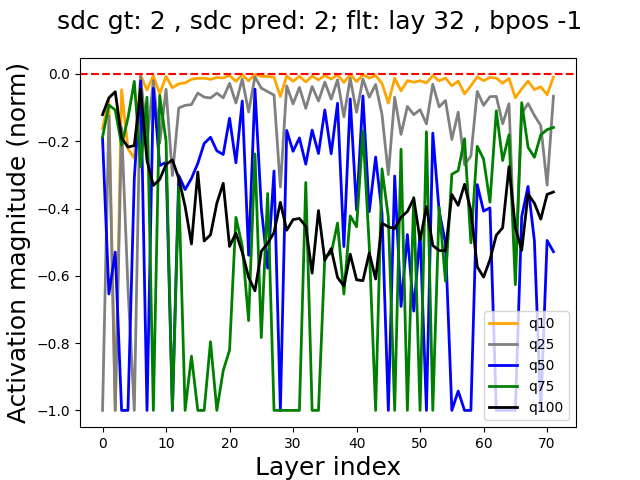 sdc gt: 2 , sdc pred: 2; flt: lay 32 , bpos -1
Activation magnitude (norm)
0.0
−0.2
−0.4
−0.6
−0.8
−1.0
q10
q25
q50
q75
q100
0 10 20 30 40 50 60 70
Layer index